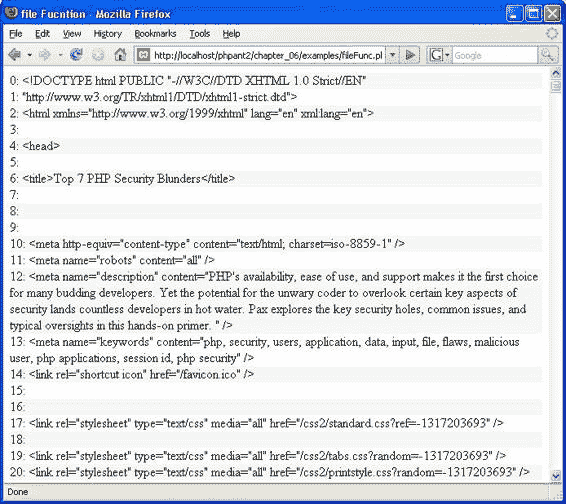 file Fucntion - Mozilla Firefox
File Edit View History Bookmarks Tools Help
http://localhost/phpant2/chapter_06/examples/fileFunc.pl
Google
0: <!DOCTYPE html PUBLIC "-//W3C//DTD XHTML 1.0 Strict//EN"
1: "http://www.w3.org/TR/xhtml1/DTD/xhtml1-strict.dtd">
2: <html xmlns="http://www.w3.org/1999/xhtml" lang="en" xml:lang="en">
3:
4: <head>
5:
6: <title>Top 7 PHP Security Blunders</title>
7:
8:
9:
10: <meta http-equiv="content-type" content="text/html; charset=iso-8859-1" />
11: <meta name="robots" content="all" />
12: <meta name="description" content="PHP's availability, ease of use, and support makes it the first choice
for many budding developers. Yet the potential for the unwary coder to overlook certain key aspects of
security lands countless developers in hot water. Pax explores the key security holes, common issues, and
typical oversights in this hands-on primer. " />
13: <meta name="keywords" content="php, security, users, application, data, input, file, flaws, malicious
user, php applications, session id, php security" />
14: <link rel="shortcut icon" href="/favicon.ico" />
15:
16:
17: <link rel="stylesheet" type="text/css" media="all" href="/css2/standard.css?ref=-1317203693" />
18:
19: <link rel="stylesheet" type="text/css" media="all" href="/css2/tabs.css?random=-1317203693" />
20: <link rel="stylesheet" type="text/css" media="all" href="/css2/printstyle.css?random=-1317203693" />
Done